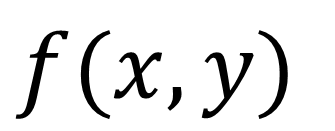 f(x, y)